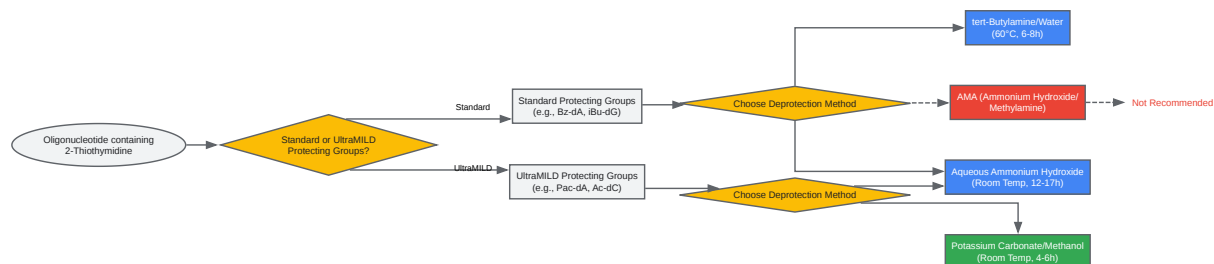 Oligonucleotide containing
2-Thiothymidine
Standard or UltraMILD
Protecting Groups?
Standard
UltraMILD
Standard Protecting Groups
(e.g., Bz-dA, iBu-dG)
UltraMILD Protecting Groups
(e.g., Pac-dA, Ac-dC)
Choose Deprotection Method
Choose Deprotection Method
tert-Butylamine/Water
(60°C, 6-8h)
AMA (Ammonium Hydroxide/
Methylamine)
Not Recommended
Aqueous Ammonium Hydroxide
(Room Temp, 12-17h)
Potassium Carbonate/Methanol
(Room Temp, 4-6h)